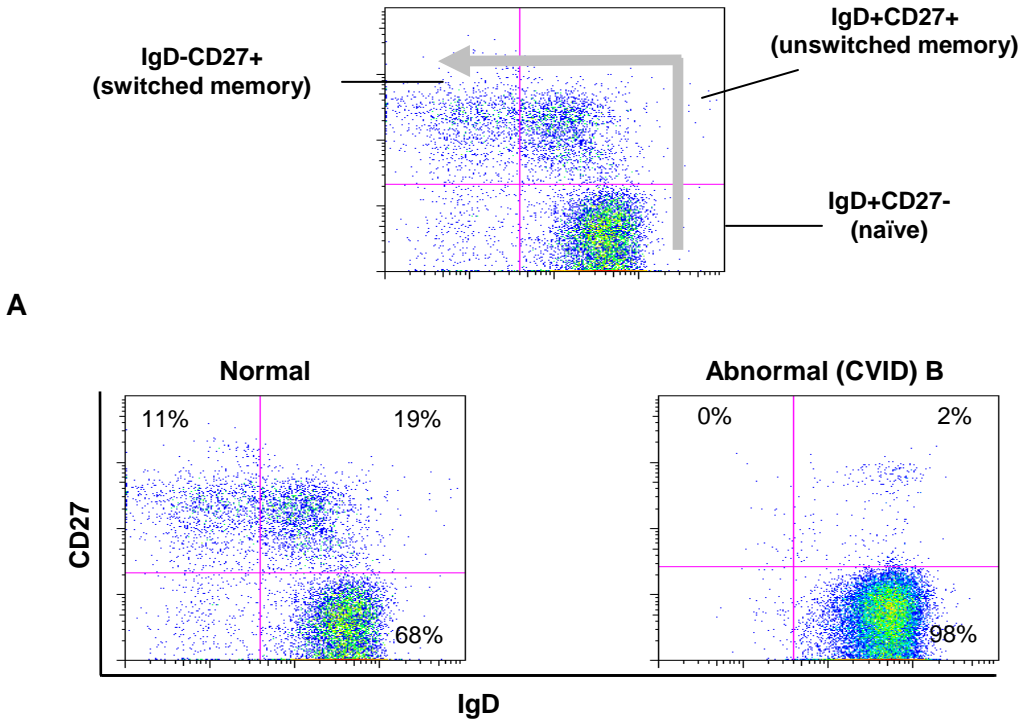 IgD-CD27+
(switched memory)
IgD+CD27+
(unswitched memory)
IgD+CD27-
(naïve)
A
Normal
Abnormal (CVID) B
11%
19%
68%
0%
2%
98%
CD27
IgD